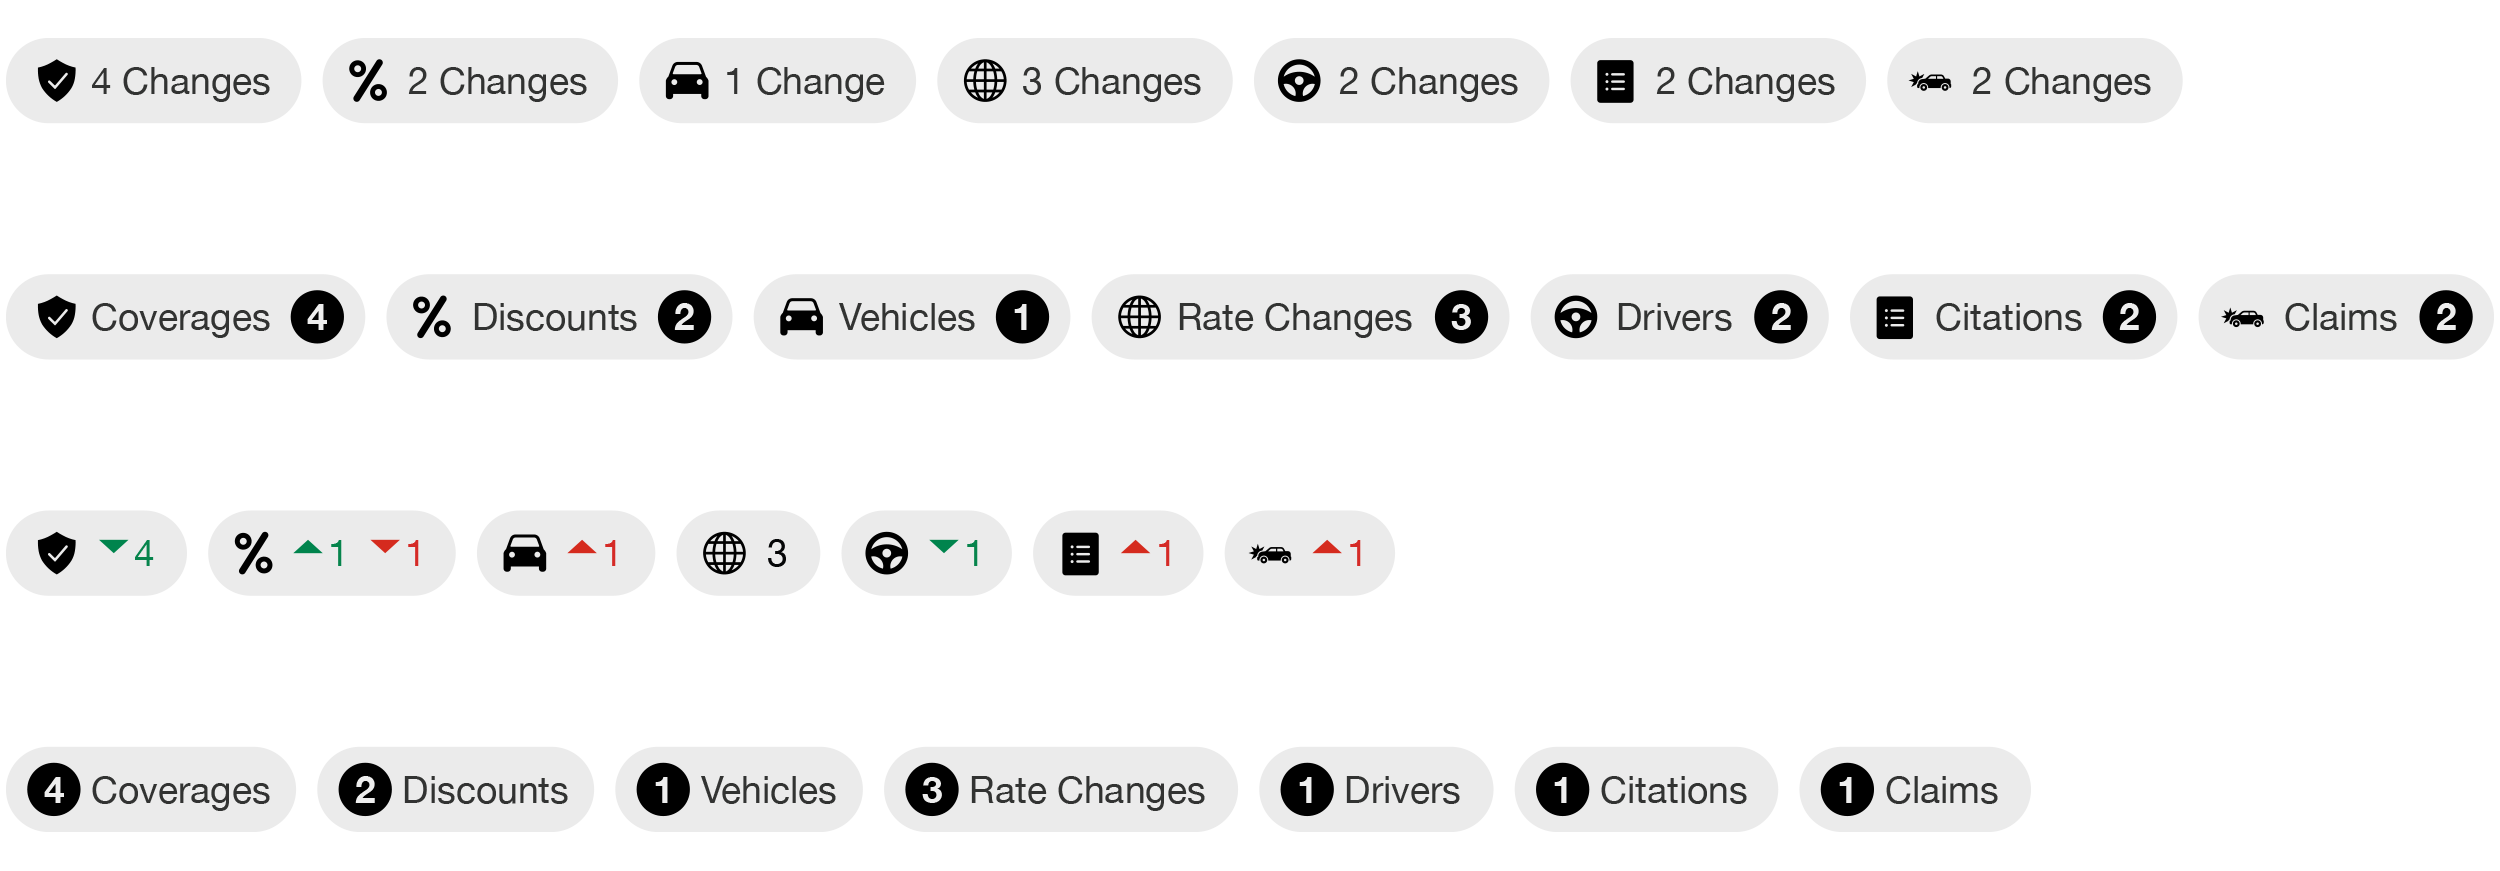 4 Changes 2 Changes 1 Change 3 Changes 2 Changes 2 Changes 2 Changes
Coverages 4 Discounts 2 Vehicles 1 Rate Changes 3 Drivers 2 Citations 2 Claims 2
4 1 1 1 3 1 1 1
4 Coverages 2 Discounts 1 Vehicles 3 Rate Changes 1 Drivers 1 Citations 1 Claims